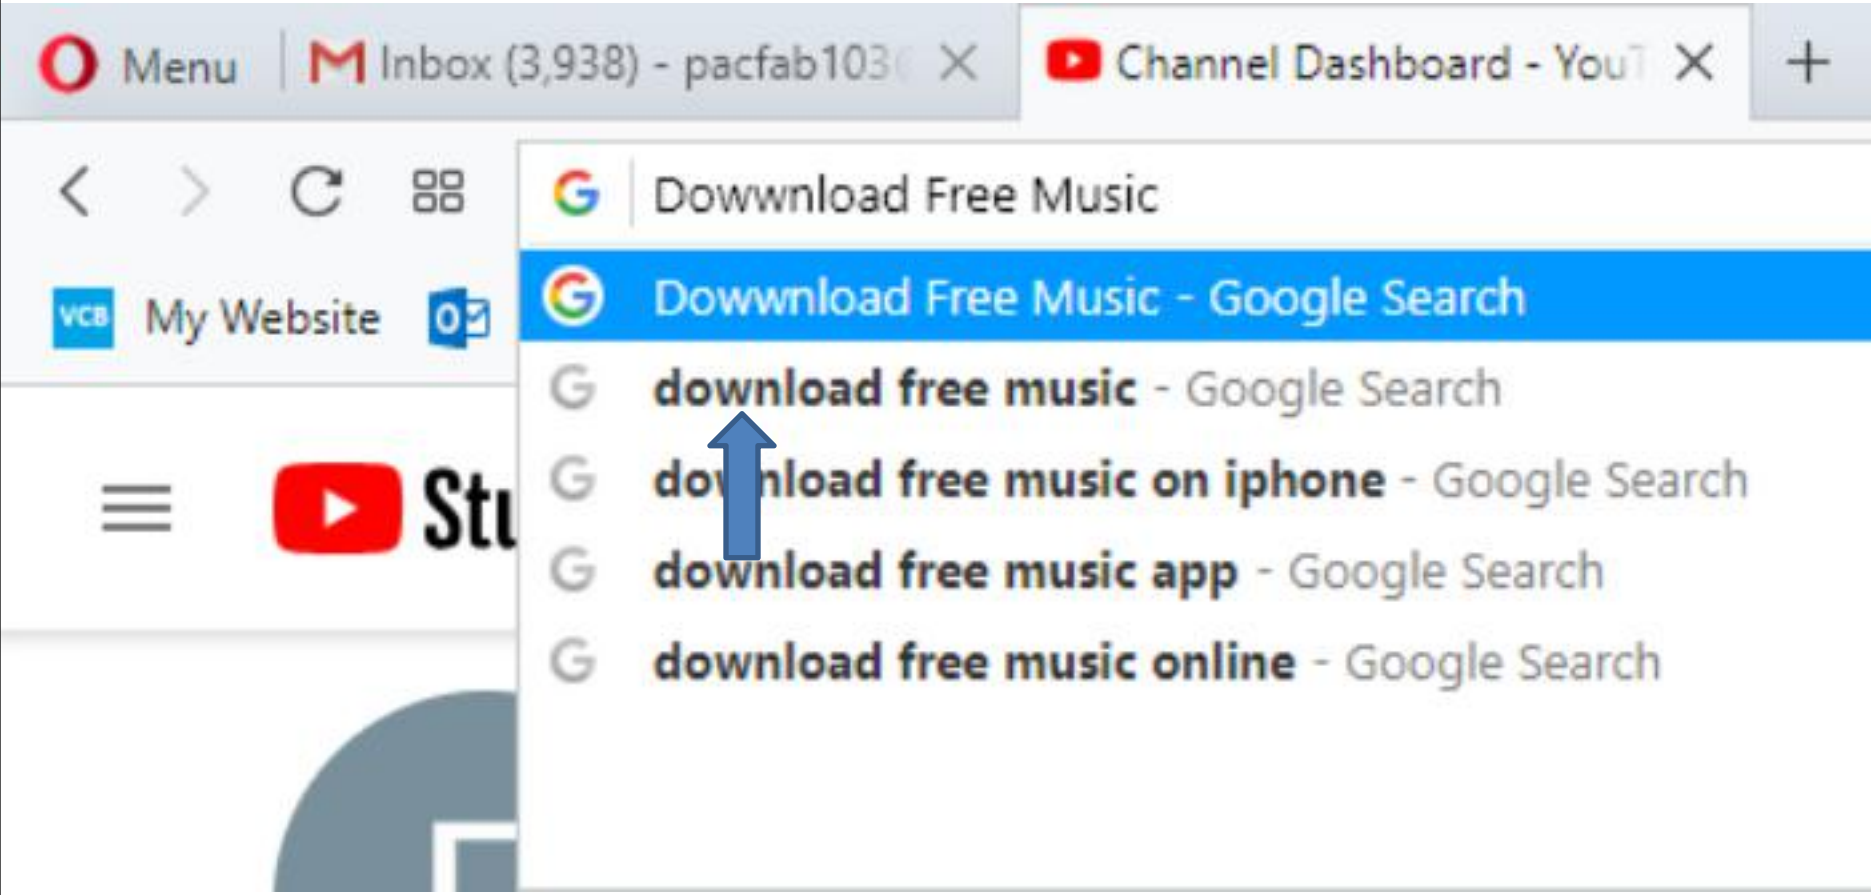 Menu Inbox (3,938) - pacfab103 Channel Dashboard - You
Dowwnload Free Music
VCB My Website
Dowwnload Free Music - Google Search
download free music - Google Search
download free music on iphone - Google Search
Stu
download free music app - Google Search
download free music online - Google Search